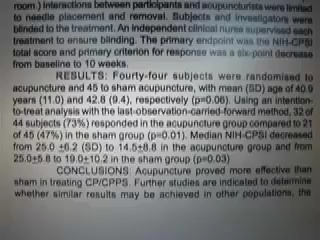 room ) interactions between participants and acupuncturists were limited
to needle placement and removal. Subjects and investigators were
blinded to the treatment. An independent clinical nurse supervised each
treatment to ensure blinding. The primary endpoint was the NIH-CPSI
total score and primary criterion for response was a six-point decrease
from baseline to 10 weeks.
RESULTS: Fourty-four subjects were randomised to
acupuncture and 45 to sham acupuncture, with mean (SD) age of 40.9
years (11.0) and 42.8 (9.4), respectively (p=0.06). Using an intention-
to-treat analysis with the last-observation-carried-forward method, 32 of
44 subjects (73%) responded in the acupuncture group compared to 21
of 45 (47%) in the sham group (p=0.01). Median NIH-CPSI decreased
from 25.0 ±6.2 (SD) to 14.5±8.8 in the acupuncture group and from
25.0±5.8 to 19.0±10.2 in the sham group (p=0.03)
CONCLUSIONS: Acupuncture proved more effective than
sham in treating CP/CPPS. Further studies are indicated to determine
whether similar results may be achieved in other populations, the